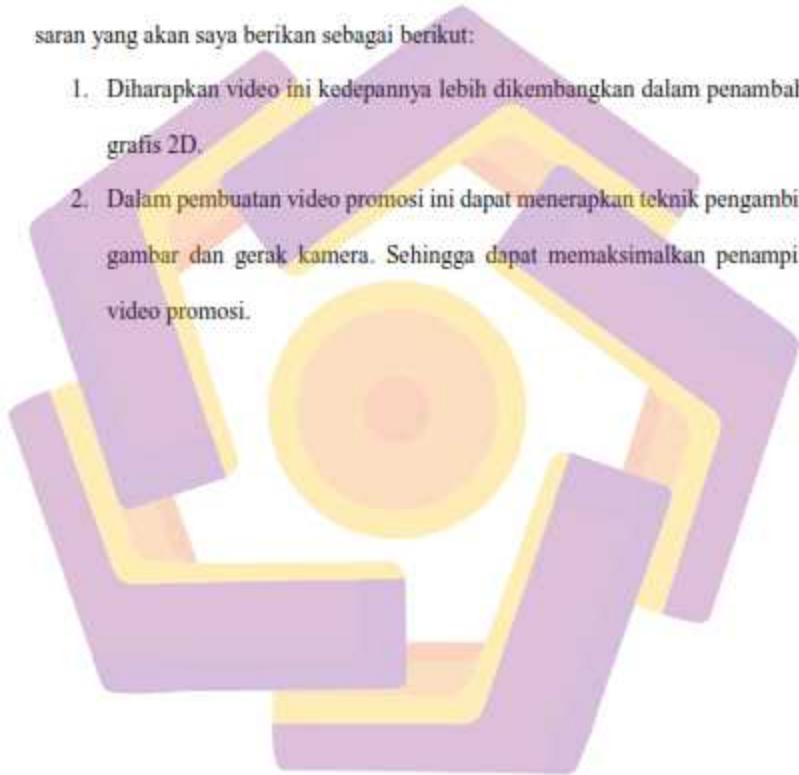 saran yang akan saya berikan sebagai berikut:
1. Diharapkan video ini kedepannya lebih dikembangkan dalam penambah
grafis 2D.
2. Dalam pembuatan video promosi ini dapat menerapkan teknik pengambi
gambar dan gerak kamera. Sehingga dapat memaksimalkan penampi
video promosi.